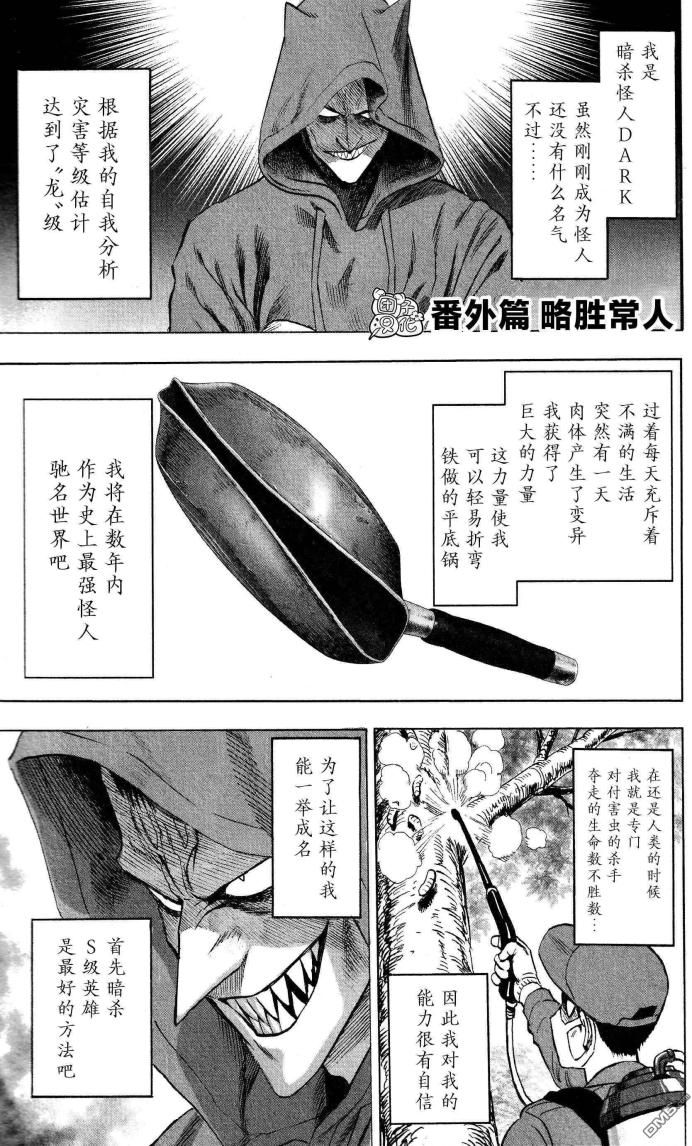 我是
暗杀怪人DARK
虽然刚刚成为怪人
还没有什么名气
不过……
根据我的自我分析
灾害等级估计
达到了“龙”级
番外篇 略胜常人
过着每天充斥着
不满的生活
突然有一天
肉体产生了变异
我获得了
巨大的力量
这力量使我
可以轻易折弯
铁做的平底锅
我将在数年内
作为史上最强怪人
驰名世界吧
在还是人类的时候
我就是专门
对付害虫的杀手
夺走的生命数不胜数…
因此我对我的
能力很有自信
为了让这样的我
能一举成名
首先暗杀
S级英雄
是最好的方法吧